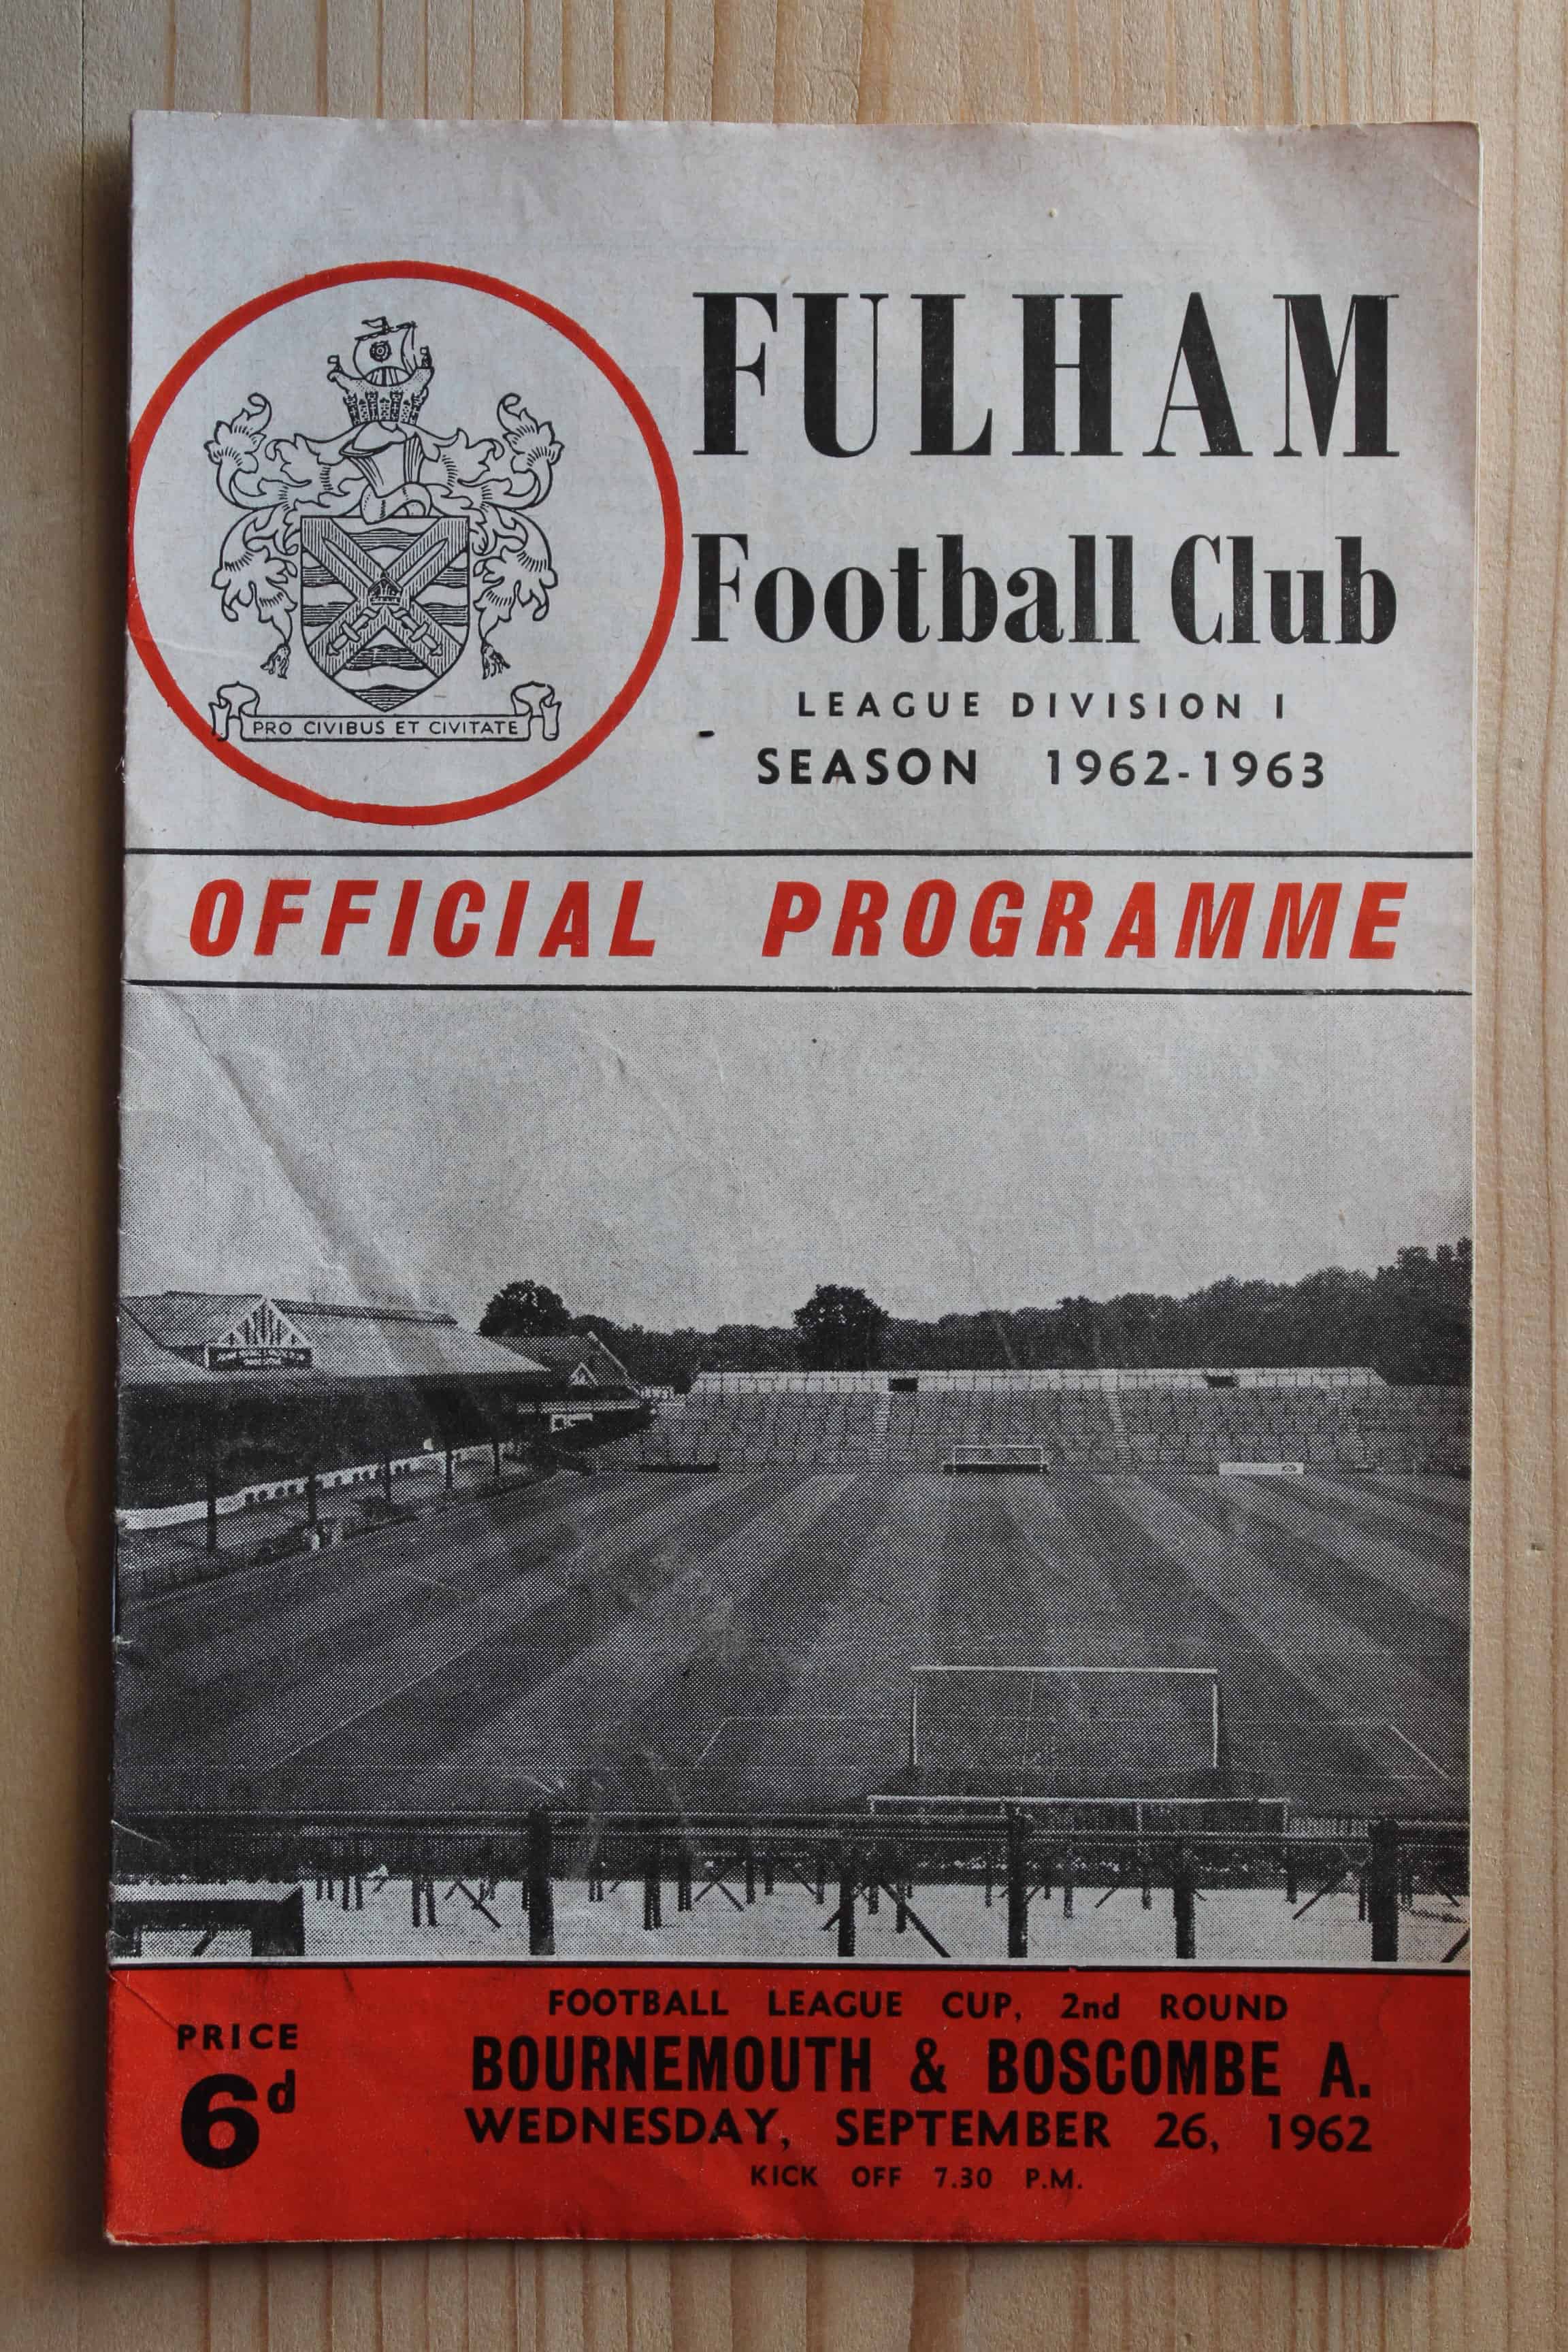 FULHAM
Football Club
LEAGUE DIVISION I
SEASON 1962-1963
PRO CIVIBUS ET CIVITATE
OFFICIAL PROGRAMME
FOOTBALL LEAGUE CUP, 2nd ROUND
BOURNEMOUTH & BOSCOMBE A.
WEDNESDAY, SEPTEMBER 26, 1962
KICK OFF 7.30 P.M.
PRICE
6d